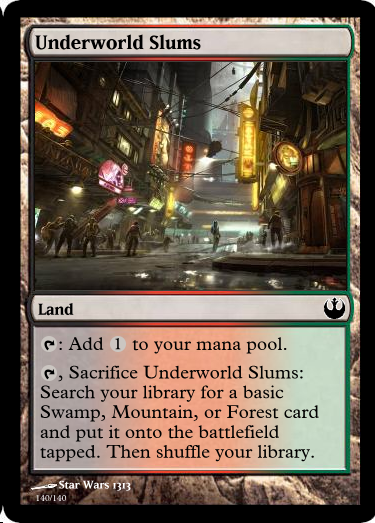 Underworld Slums
Land
: Add 1 to your mana pool.
, Sacrifice Underworld Slums:
Search your library for a basic
Swamp, Mountain, or Forest card
and put it onto the battlefield
tapped. Then shuffle your library.
Star Wars 1313
140/140